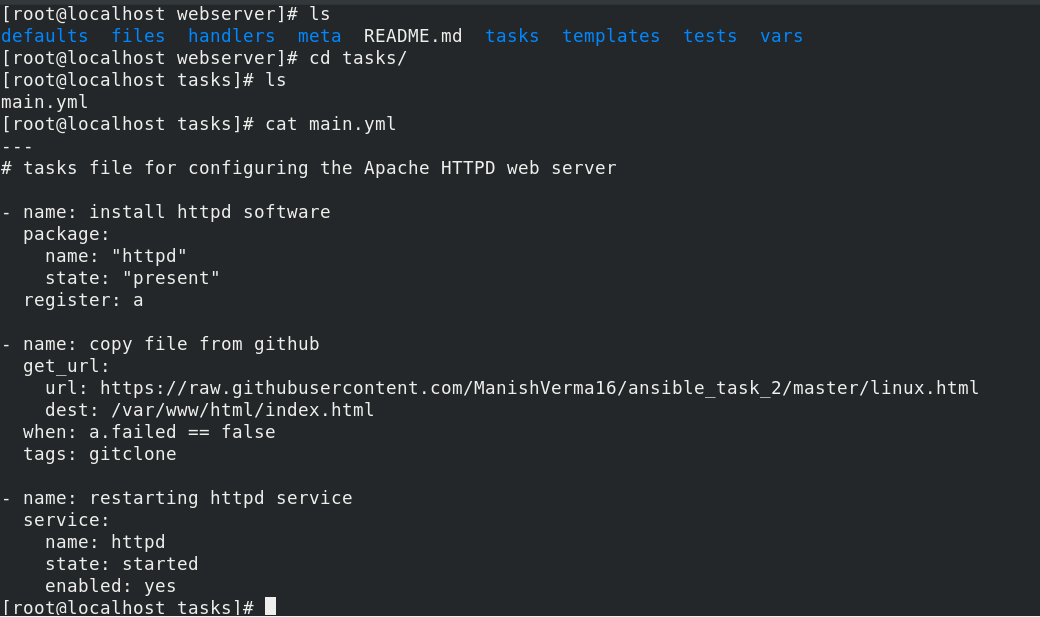 [root@localhost webserver]# ls
defaults  files  handlers  meta  README.md  tasks  templates  tests  vars
[root@localhost webserver]# cd tasks/
[root@localhost tasks]# ls
main.yml
[root@localhost tasks]# cat main.yml
---
# tasks file for configuring the Apache HTTPD web server

- name: install httpd software
  package:
    name: "httpd"
    state: "present"
  register: a

- name: copy file from github
  get_url:
    url: https://raw.githubusercontent.com/ManishVerma16/ansible_task_2/master/linux.html
    dest: /var/www/html/index.html
  when: a.failed == false
  tags: gitclone

- name: restarting httpd service
  service:
    name: httpd
    state: started
    enabled: yes
[root@localhost tasks]#